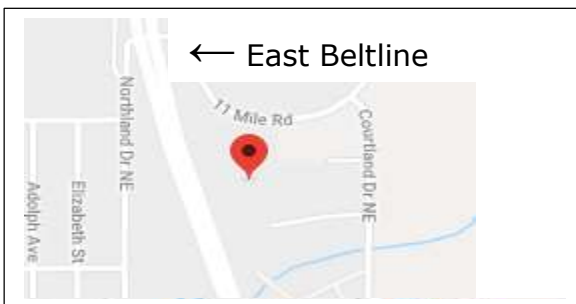 ← East Beltline
Northland Dr NE
11 Mile Rd
Courtland Dr NE
Adolph Ave
Elizabeth St